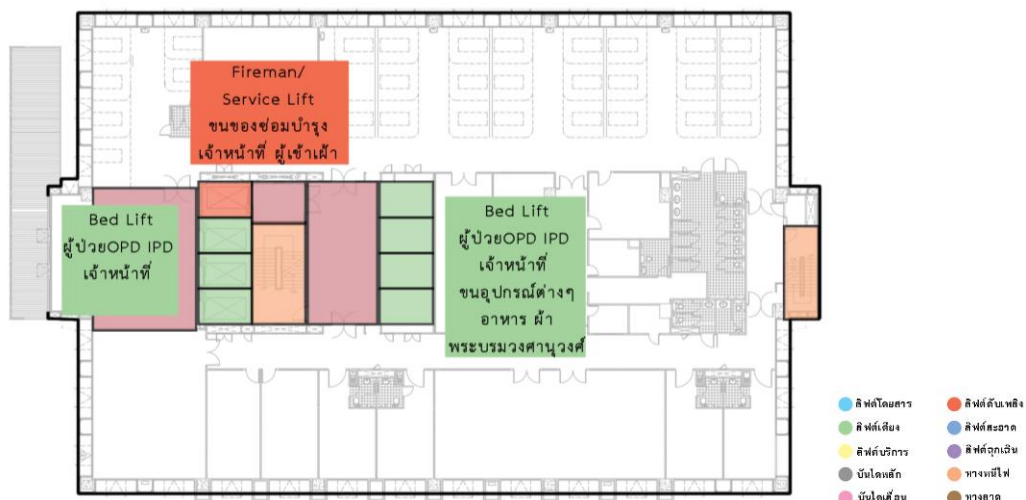 Fireman/
Service Lift
ขนของซ่อมบำรุง
เจ้าหน้าที่ ผู้เข้าเฝ้า
Bed Lift
ผู้ป่วยOPD IPD
เจ้าหน้าที่
Bed Lift
ผู้ป่วยOPD IPD
เจ้าหน้าที่
ขนอุปกรณ์ต่างๆ
อาหาร ผ้า
พระบรมวงศานุวงศ์
ลิฟต์โดยสาร
ลิฟต์ดับเพลิง
ลิฟต์เตียง
ลิฟต์สะอาด
ลิฟต์บริการ
ลิฟต์ฉุกเฉิน
บันไดหลัก
ทางหนีไฟ
บันไดเลื่อน
ทางลาด